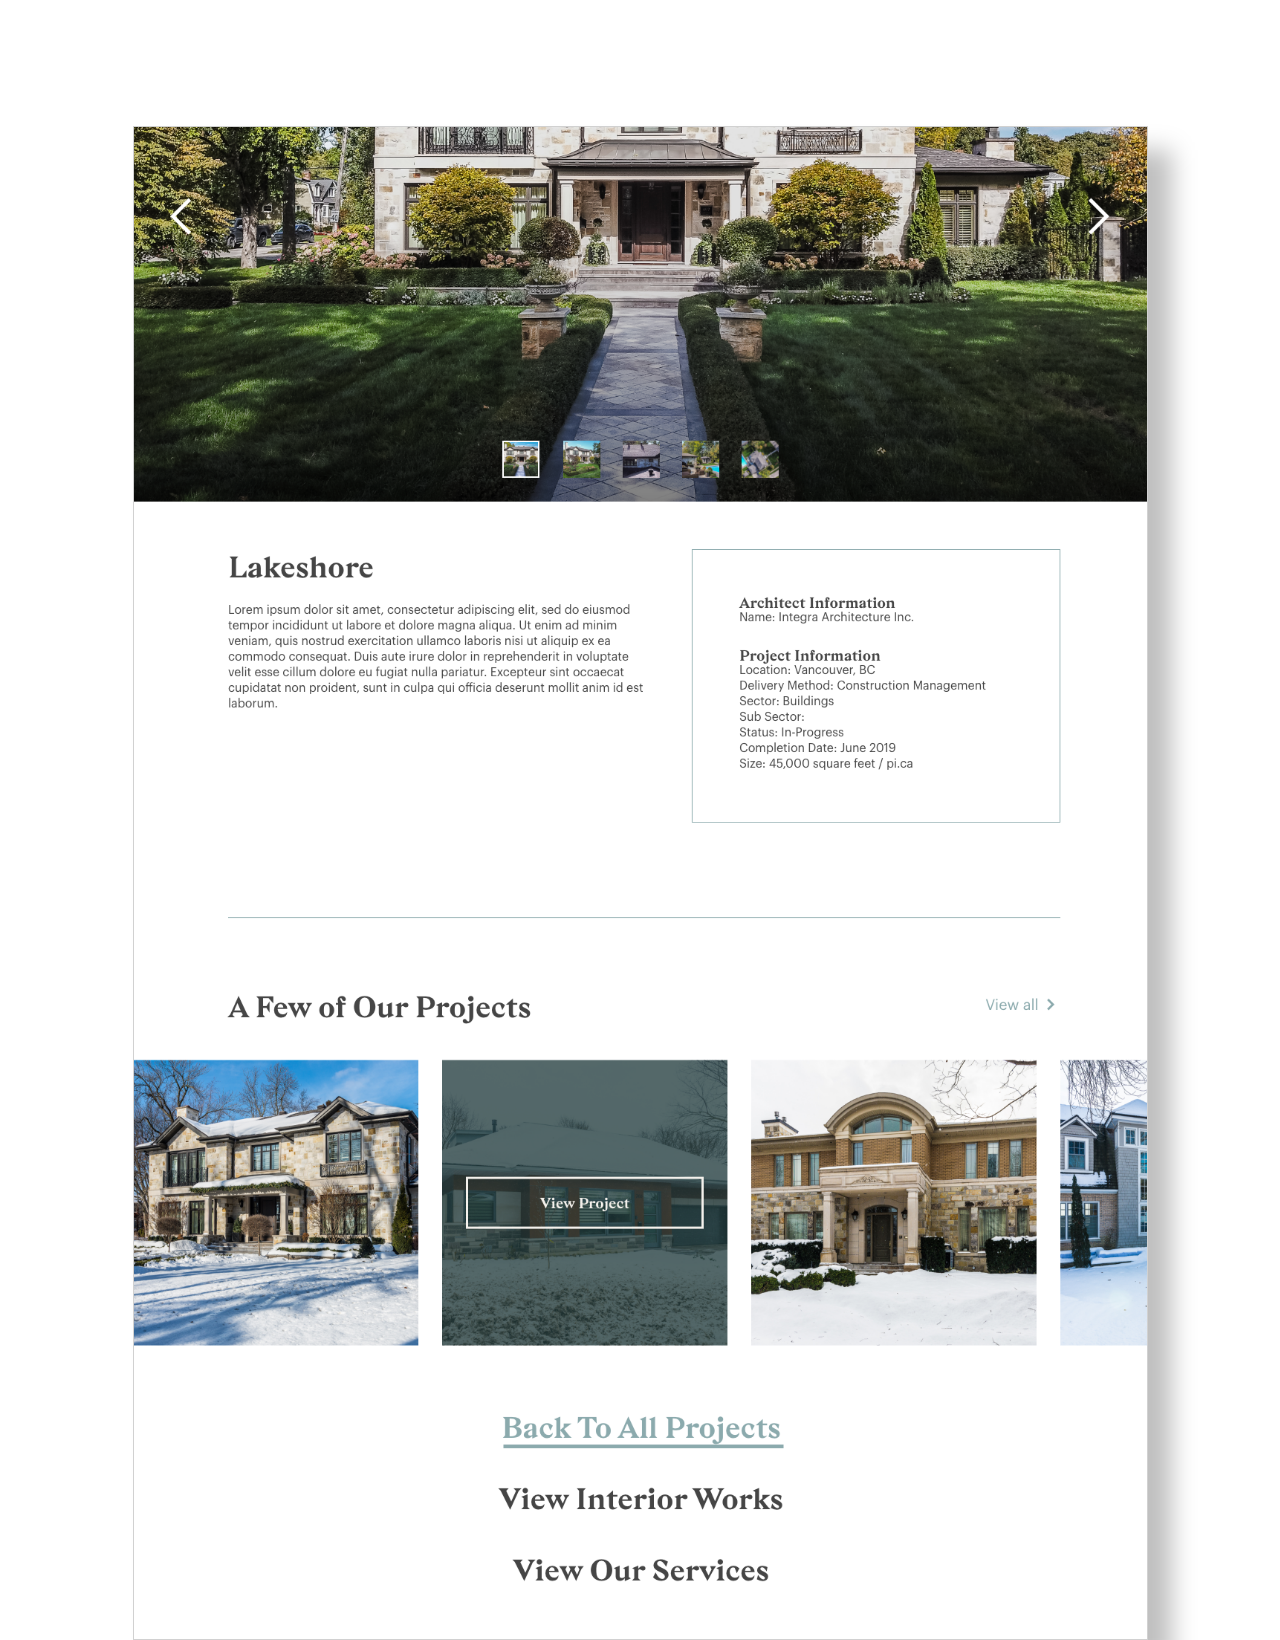 Lakeshore
Lorem ipsum dolor sit amet, consectetur adipiscing elit, sed do eiusmod
tempor incididunt ut labore et dolore magna aliqua. Ut enim ad minim
veniam, quis nostrud exercitation ullamco laboris nisi ut aliquip ex ea
commodo consequat. Duis aute irure dolor in reprehenderit in voluptate
velit esse cillum dolore eu fugiat nulla pariatur. Excepteur sint occaecat
cupidatat non proident, sunt in culpa qui officia deserunt mollit anim id est
laborum.
Architect Information
Name: Integra Architecture Inc.
Project Information
Location: Vancouver, BC
Delivery Method: Construction Management
Sector: Buildings
Sub Sector:
Status: In-Progress
Completion Date: June 2019
Size: 45,000 square feet / pi.ca
A Few of Our Projects
View all
View Project
Back To All Projects
View Interior Works
View Our Services